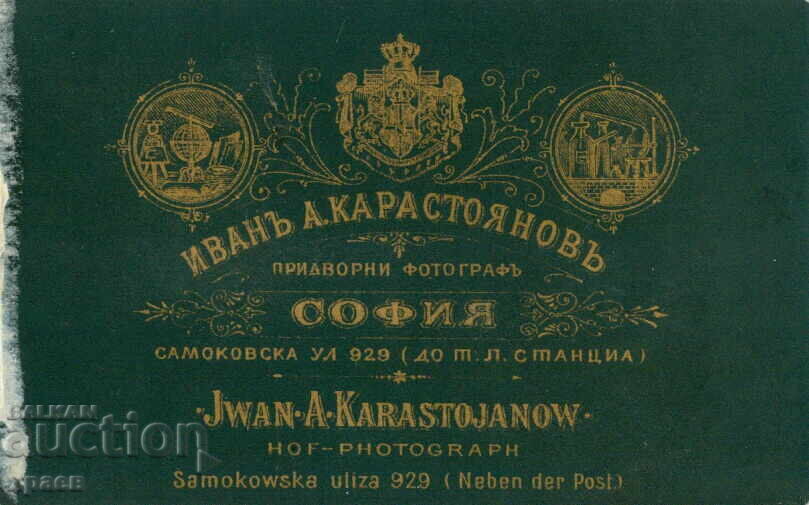 ИВАНЪ А. КАРАСТОЯНОВЪ
ПРИДВОРНИ ФОТОГРАФЪ
СОФИЯ
САМОКОВСКА УЛ 929 (ДО Т.Л. СТАНЦИА)
·JWAN·A·KARASTOJANOW·
HOF-PHOTOGRAPH
Samokowska uliza 929 (Neben der Post.)
BALKAN
auction